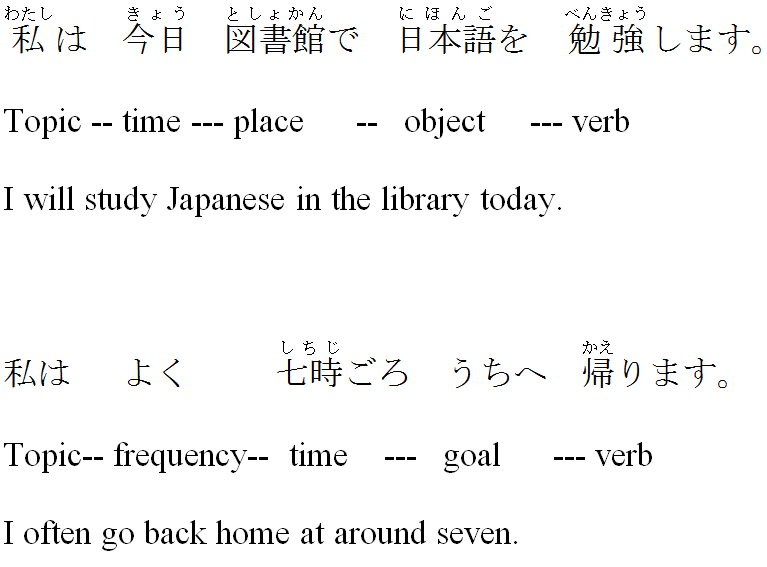 わたし きょう としょかん にほんご べんきょう
私は 今日 図書館で 日本語を 勉強します。
Topic -- time --- place -- object --- verb
I will study Japanese in the library today.
しちじ かえ
私は よく 七時ごろ うちへ 帰ります。
Topic-- frequency-- time --- goal --- verb
I often go back home at around seven.